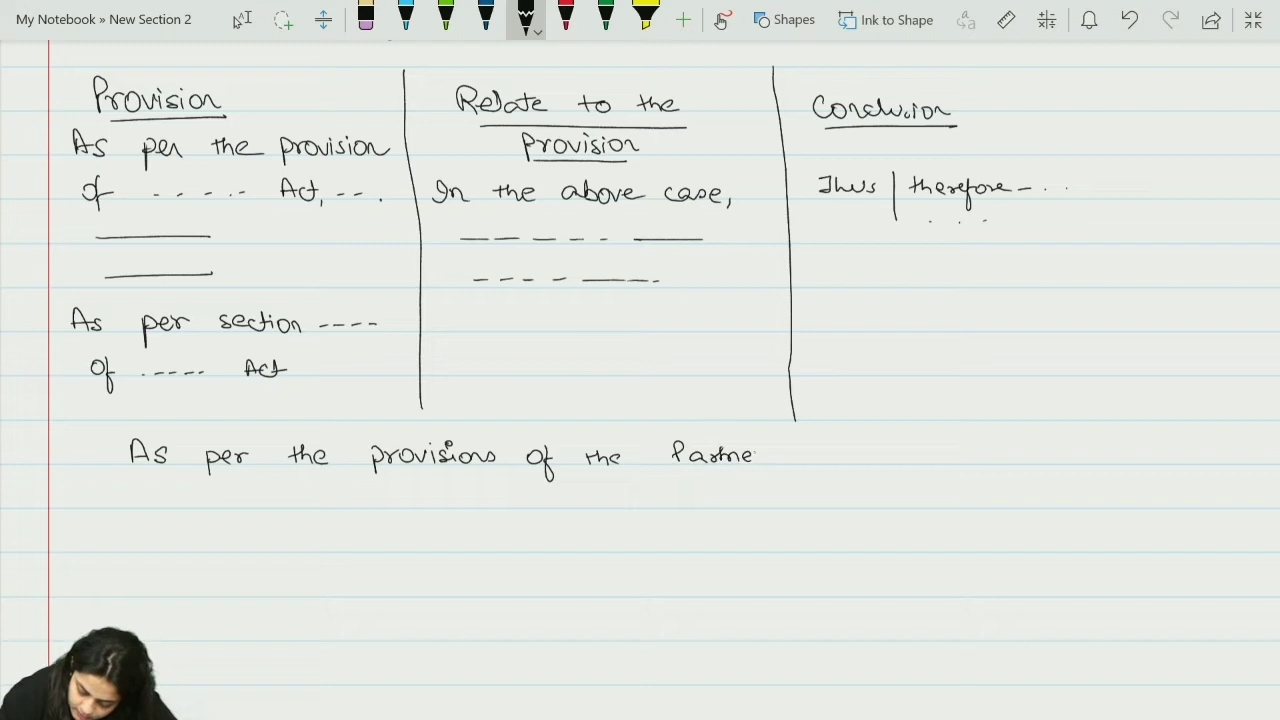 My Notebook » New Section 2
Shapes
Ink to Shape
Provision
As per the provision
of ------ Act, --.
As per section ----
of ------ Act
Relate to the
Provision
In the above case,
Conclusion
Thus | therefore - . . .
As per the provisions of the Partne